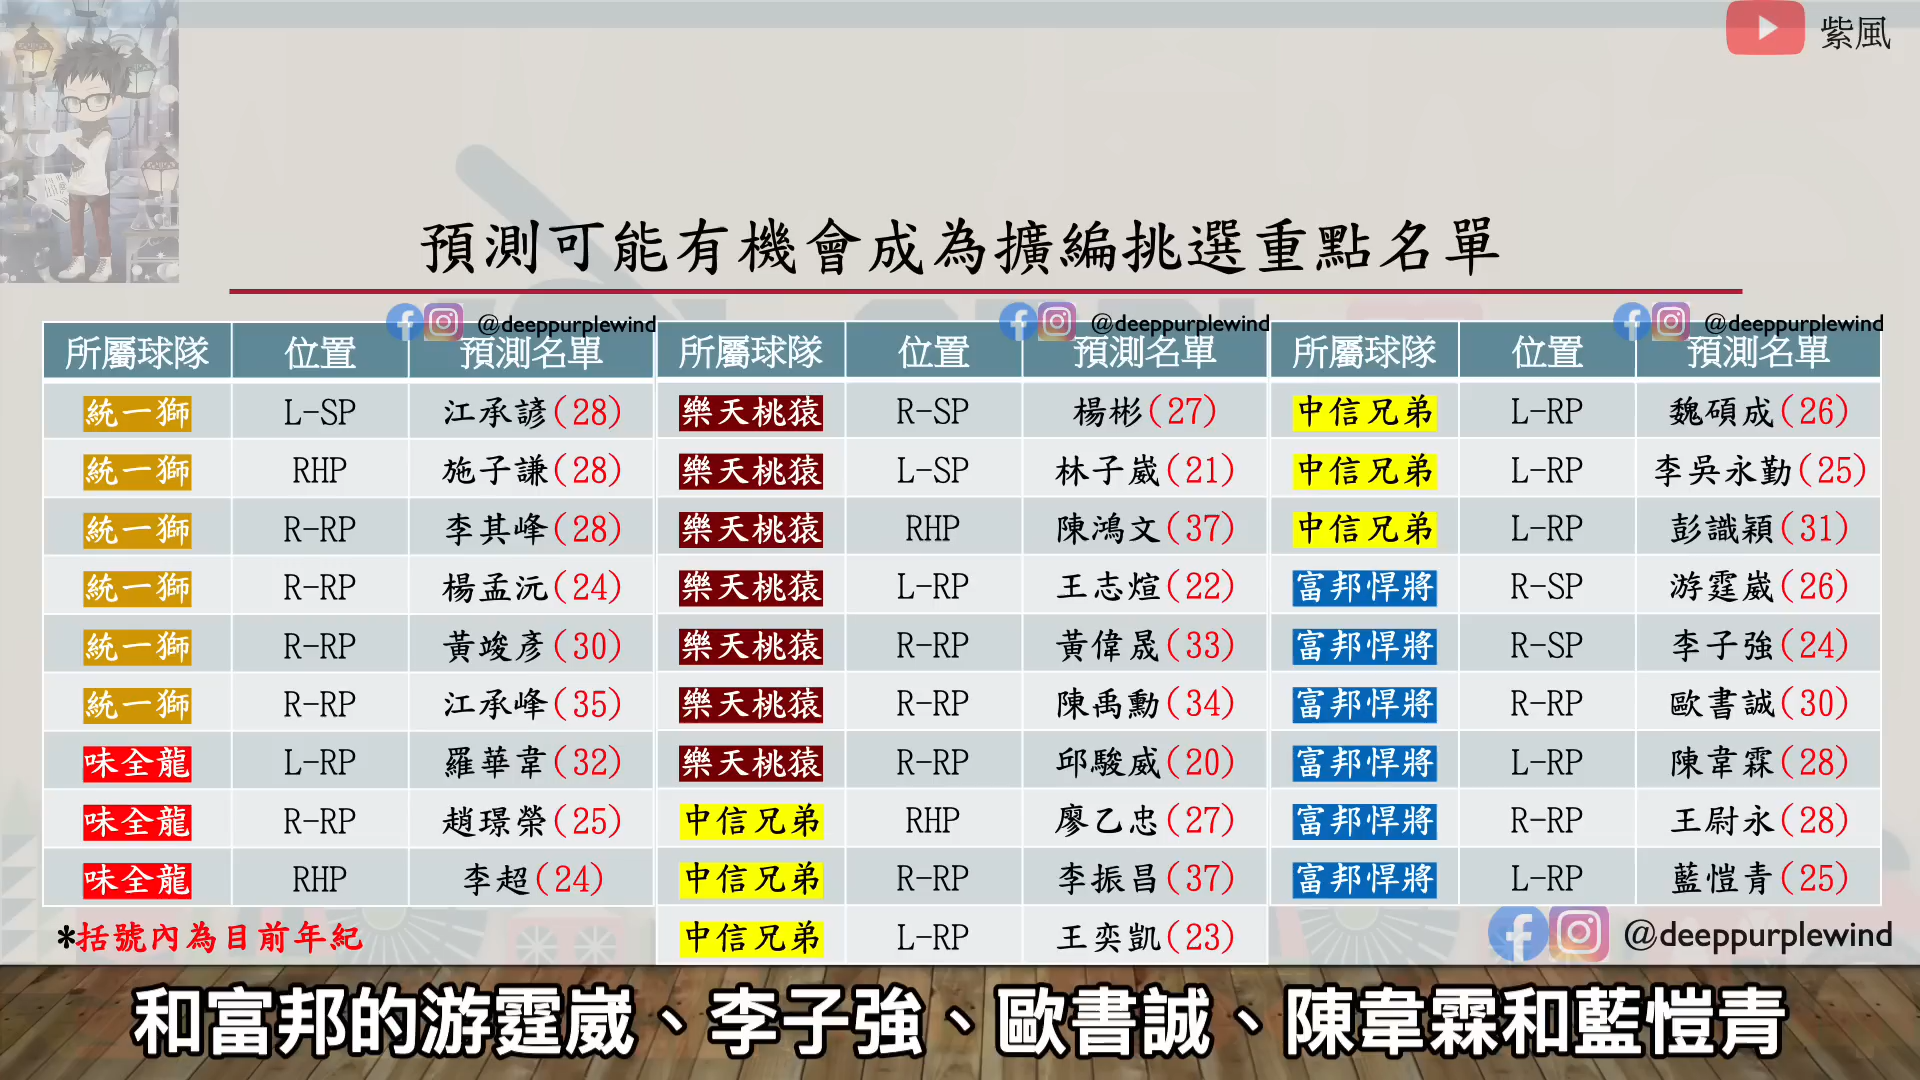 紫風
預測可能有機會成為擴編挑選重點名單
@deeppurplewind @deeppurplewind @deeppurplewind
所屬球隊 位置 預測名單 所屬球隊 位置 預測名單 所屬球隊 位置 預測名單
統一獅 L-SP 江承諺(28) 樂天桃猿 R-SP 楊彬(27) 中信兄弟 L-RP 魏碩成(26)
統一獅 RHP 施子謙(28) 樂天桃猿 L-SP 林子崴(21) 中信兄弟 L-RP 李吳永勤(25)
統一獅 R-RP 李其峰(28) 樂天桃猿 RHP 陳鴻文(37) 中信兄弟 L-RP 彭識穎(31)
統一獅 R-RP 楊孟沅(24) 樂天桃猿 L-RP 王志煊(22) 富邦悍將 R-SP 游霆崴(26)
統一獅 R-RP 黃竣彥(30) 樂天桃猿 R-RP 黃偉晟(33) 富邦悍將 R-SP 李子強(24)
統一獅 R-RP 江承峰(35) 樂天桃猿 R-RP 陳禹勳(34) 富邦悍將 R-RP 歐書誠(30)
味全龍 L-RP 羅華韋(32) 樂天桃猿 R-RP 邱駿威(20) 富邦悍將 L-RP 陳韋霖(28)
味全龍 R-RP 趙璟榮(25) 中信兄弟 RHP 廖乙忠(27) 富邦悍將 R-RP 王尉永(28)
味全龍 RHP 李超(24) 中信兄弟 R-RP 李振昌(37) 富邦悍將 L-RP 藍愷青(25)
*括號內為目前年紀 中信兄弟 L-RP 王奕凱(23) @deeppurplewind
和富邦的游霆崴、李子強、歐書誠、陳韋霖和藍愷青